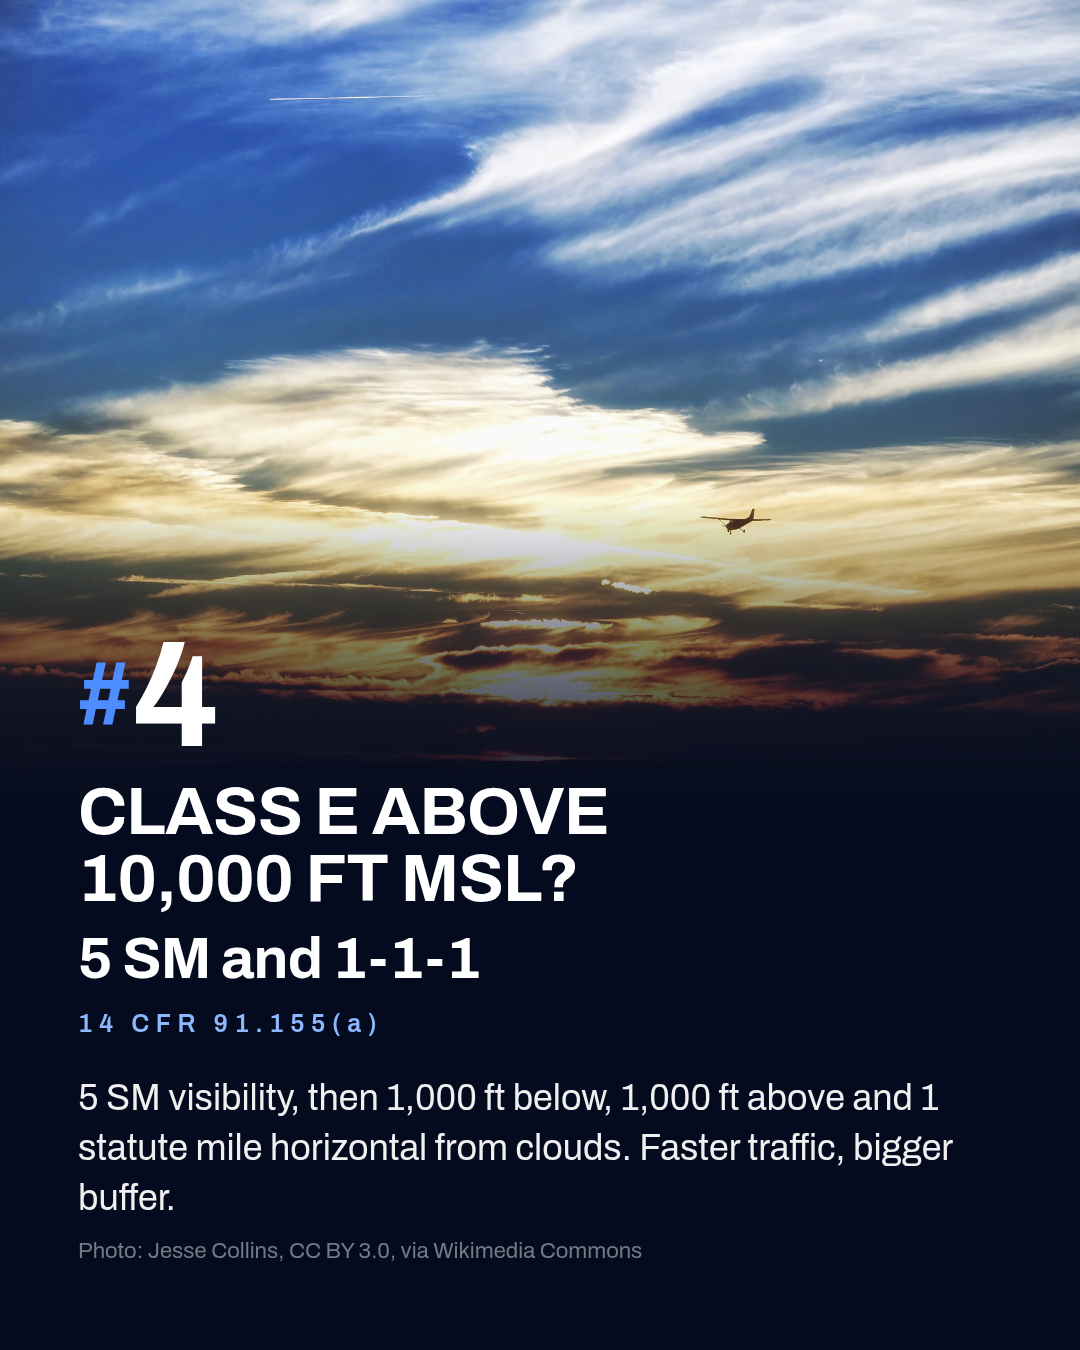 #4
CLASS E ABOVE
10,000 FT MSL?
5 SM and 1-1-1
14 CFR 91.155(a)
5 SM visibility, then 1,000 ft below, 1,000 ft above and 1
statute mile horizontal from clouds. Faster traffic, bigger
buffer.
Photo: Jesse Collins, CC BY 3.0, via Wikimedia Commons